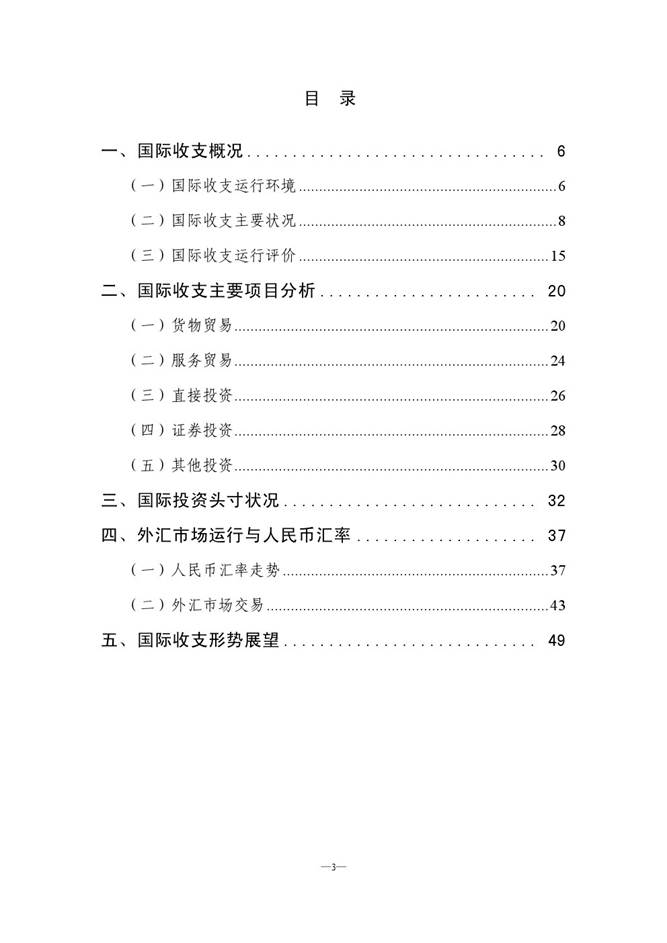 目 录
一、国际收支概况.................................. 6
（一）国际收支运行环境................................................................6
（二）国际收支主要状况................................................................8
（三）国际收支运行评价..............................................................15
二、国际收支主要项目分析........................ 20
（一）货物贸易..............................................................................20
（二）服务贸易..............................................................................24
（三）直接投资..............................................................................26
（四）证券投资..............................................................................28
（五）其他投资..............................................................................30
三、国际投资头寸状况............................ 32
四、外汇市场运行与人民币汇率.................... 37
（一）人民币汇率走势..................................................................37
（二）外汇市场交易......................................................................43
五、国际收支形势展望............................ 49
—3—